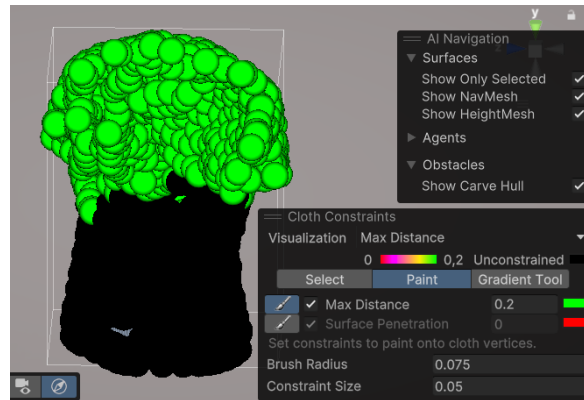 y
AI Navigation
Surfaces
Show Only Selected
Show NavMesh
Show HeightMesh
Agents
Obstacles
Show Carve Hull
Cloth Constraints
Visualization Max Distance
0 0,2 Unconstrained
Select Paint Gradient Tool
Max Distance 0.2
Surface Penetration 0
Set constraints to paint onto cloth vertices.
Brush Radius 0.075
Constraint Size 0.05